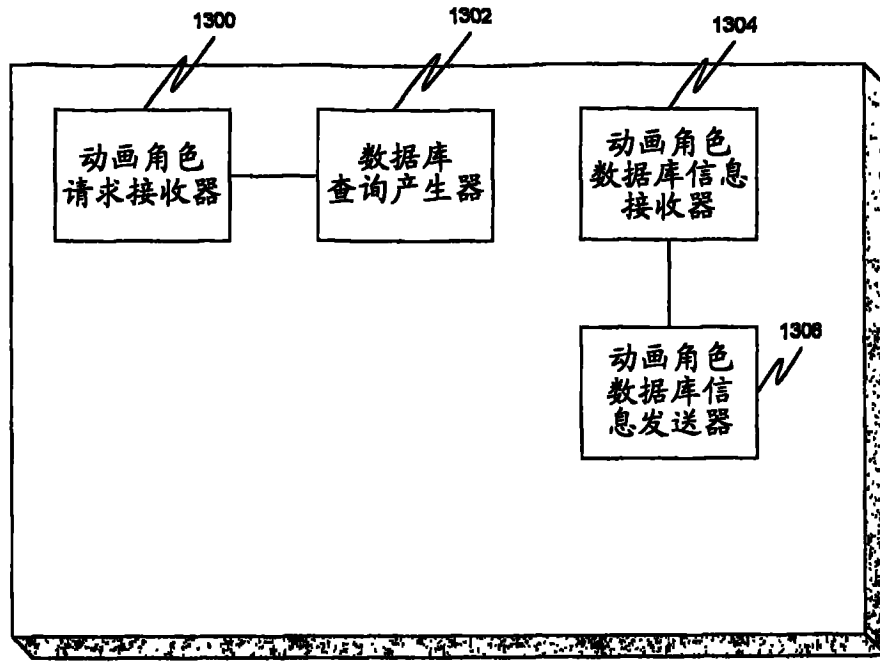 1300
1302
1304
动画角色
请求接收器
数据库
查询产生器
动画角色
数据库信息
接收器
1306
动画角色
数据库信
息发送器